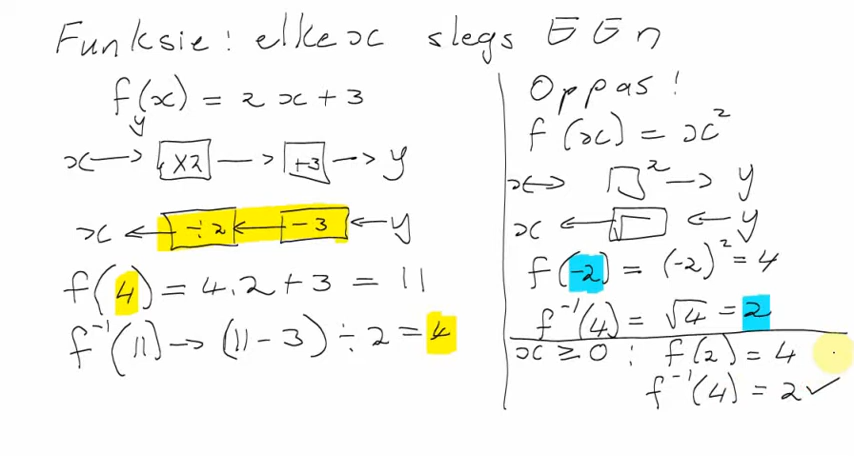 Funksie: elke x slegs EEn
f(x) = 2x+3
y
x → ×2 → +3 → y
x ← ÷2 ← -3 ← y
f(4) = 4.2+3 = 11
f⁻¹(11) → (11-3) ÷ 2 = 4
Oppas!
f(x) = x²
x ↔ □² → y
x ← √ ← y
f(-2) = (-2)² = 4
f⁻¹(4) = √4 = 2
x ≥ 0 : f(2) = 4
f⁻¹(4) = 2✓